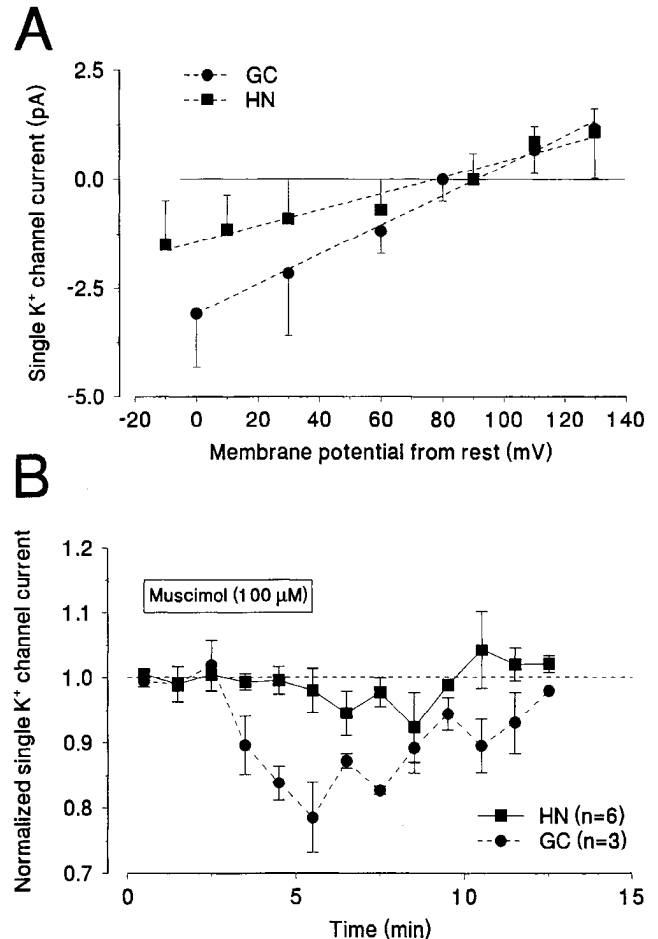 A
GC
HN
2.5
0.0
-2.5
-5.0
Single K⁺ channel current (pA)
-20 0 20 40 60 80 100 120 140
Membrane potential from rest (mV)
B
Muscimol (100 μM)
1.2
1.1
1.0
0.9
0.8
0.7
Normalized single K⁺ channel current
HN (n=6)
GC (n=3)
0 5 10 15
Time (min)